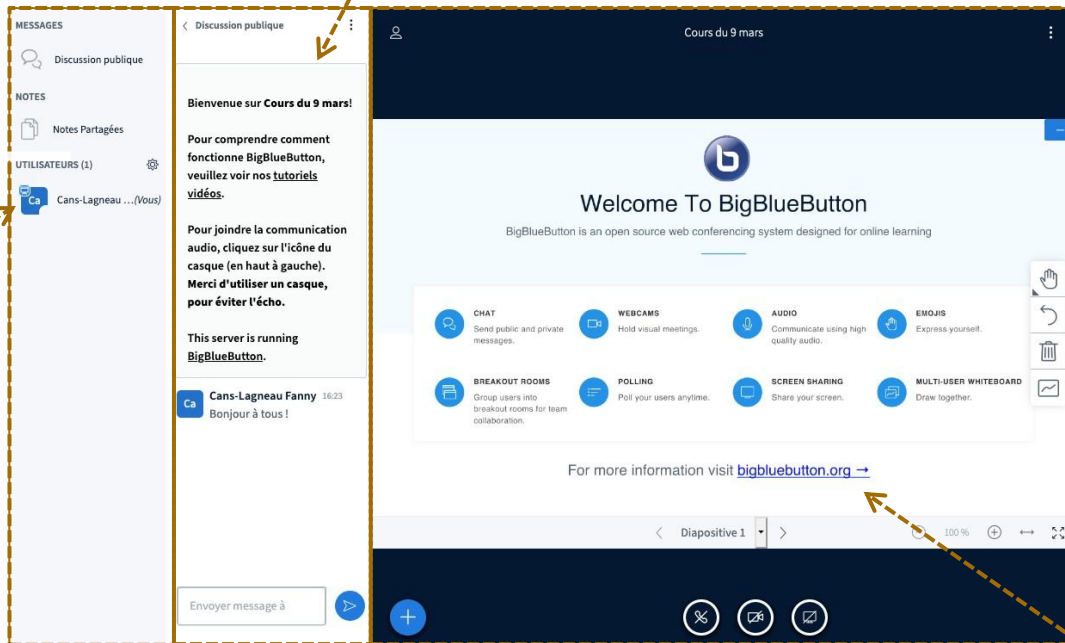 MESSAGES
Discussion publique
NOTES
Notes Partagées
UTILISATEURS (1)
Ca
Cans-Lagneau ...(Vous)
Discussion publique
Bienvenue sur Cours du 9 mars!
Pour comprendre comment
fonctionne BigBlueButton,
veuillez voir nos tutoriels
vidéos.
Pour joindre la communication
audio, cliquez sur l'icône du
casque (en haut à gauche).
Merci d'utiliser un casque,
pour éviter l'écho.
This server is running
BigBlueButton.
Ca
Cans-Lagneau Fanny 16:23
Bonjour à tous !
Envoyer message à
Cours du 9 mars
b
Welcome To BigBlueButton
BigBlueButton is an open source web conferencing system designed for online learning
CHAT
Send public and private
messages.
WEBCAMS
Hold visual meetings.
AUDIO
Communicate using high
quality audio.
EMOJIS
Express yourself.
BREAKOUT ROOMS
Group users into
breakout rooms for team
collaboration.
POLLING
Poll your users anytime.
SCREEN SHARING
Share your screen.
MULTI-USER WHITEBOARD
Draw together.
For more information visit bigbluebutton.org →
Diapositive 1
100 %